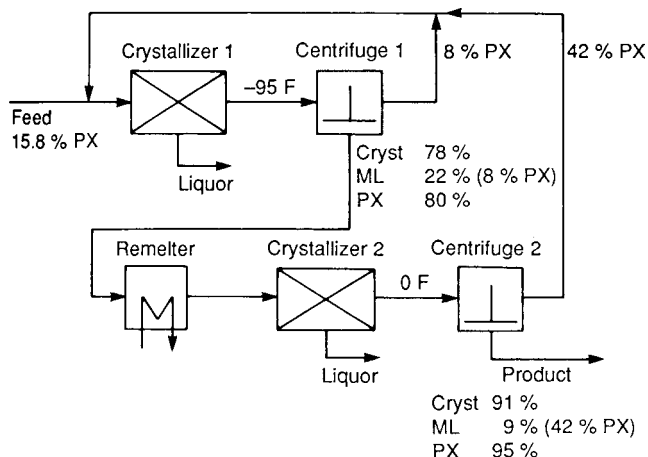 Crystallizer 1
Centrifuge 1
8 % PX
42 % PX
–95 F
Feed
15.8 % PX
Liquor
Cryst 78 %
ML 22 % (8 % PX)
PX 80 %
Remelter
Crystallizer 2
Centrifuge 2
0 F
Liquor
Product
Cryst 91 %
ML 9 % (42 % PX)
PX 95 %